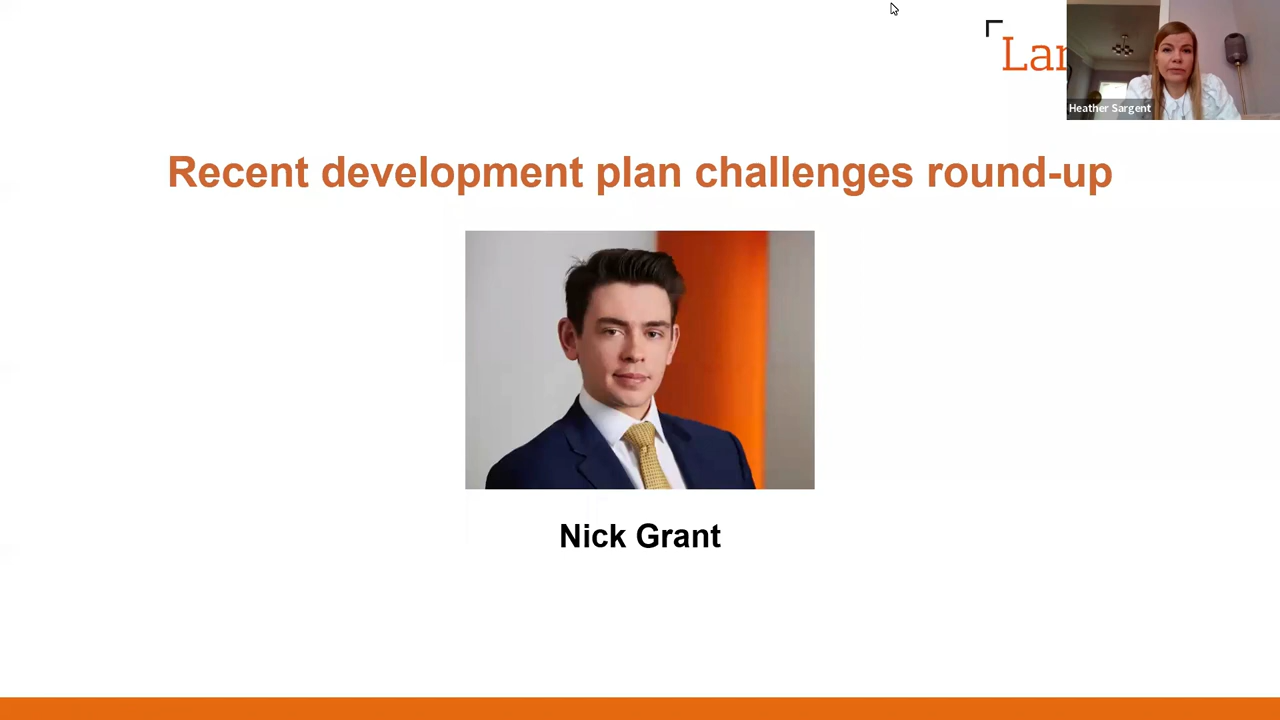 Heather Sargent
Recent development plan challenges round-up
Nick Grant